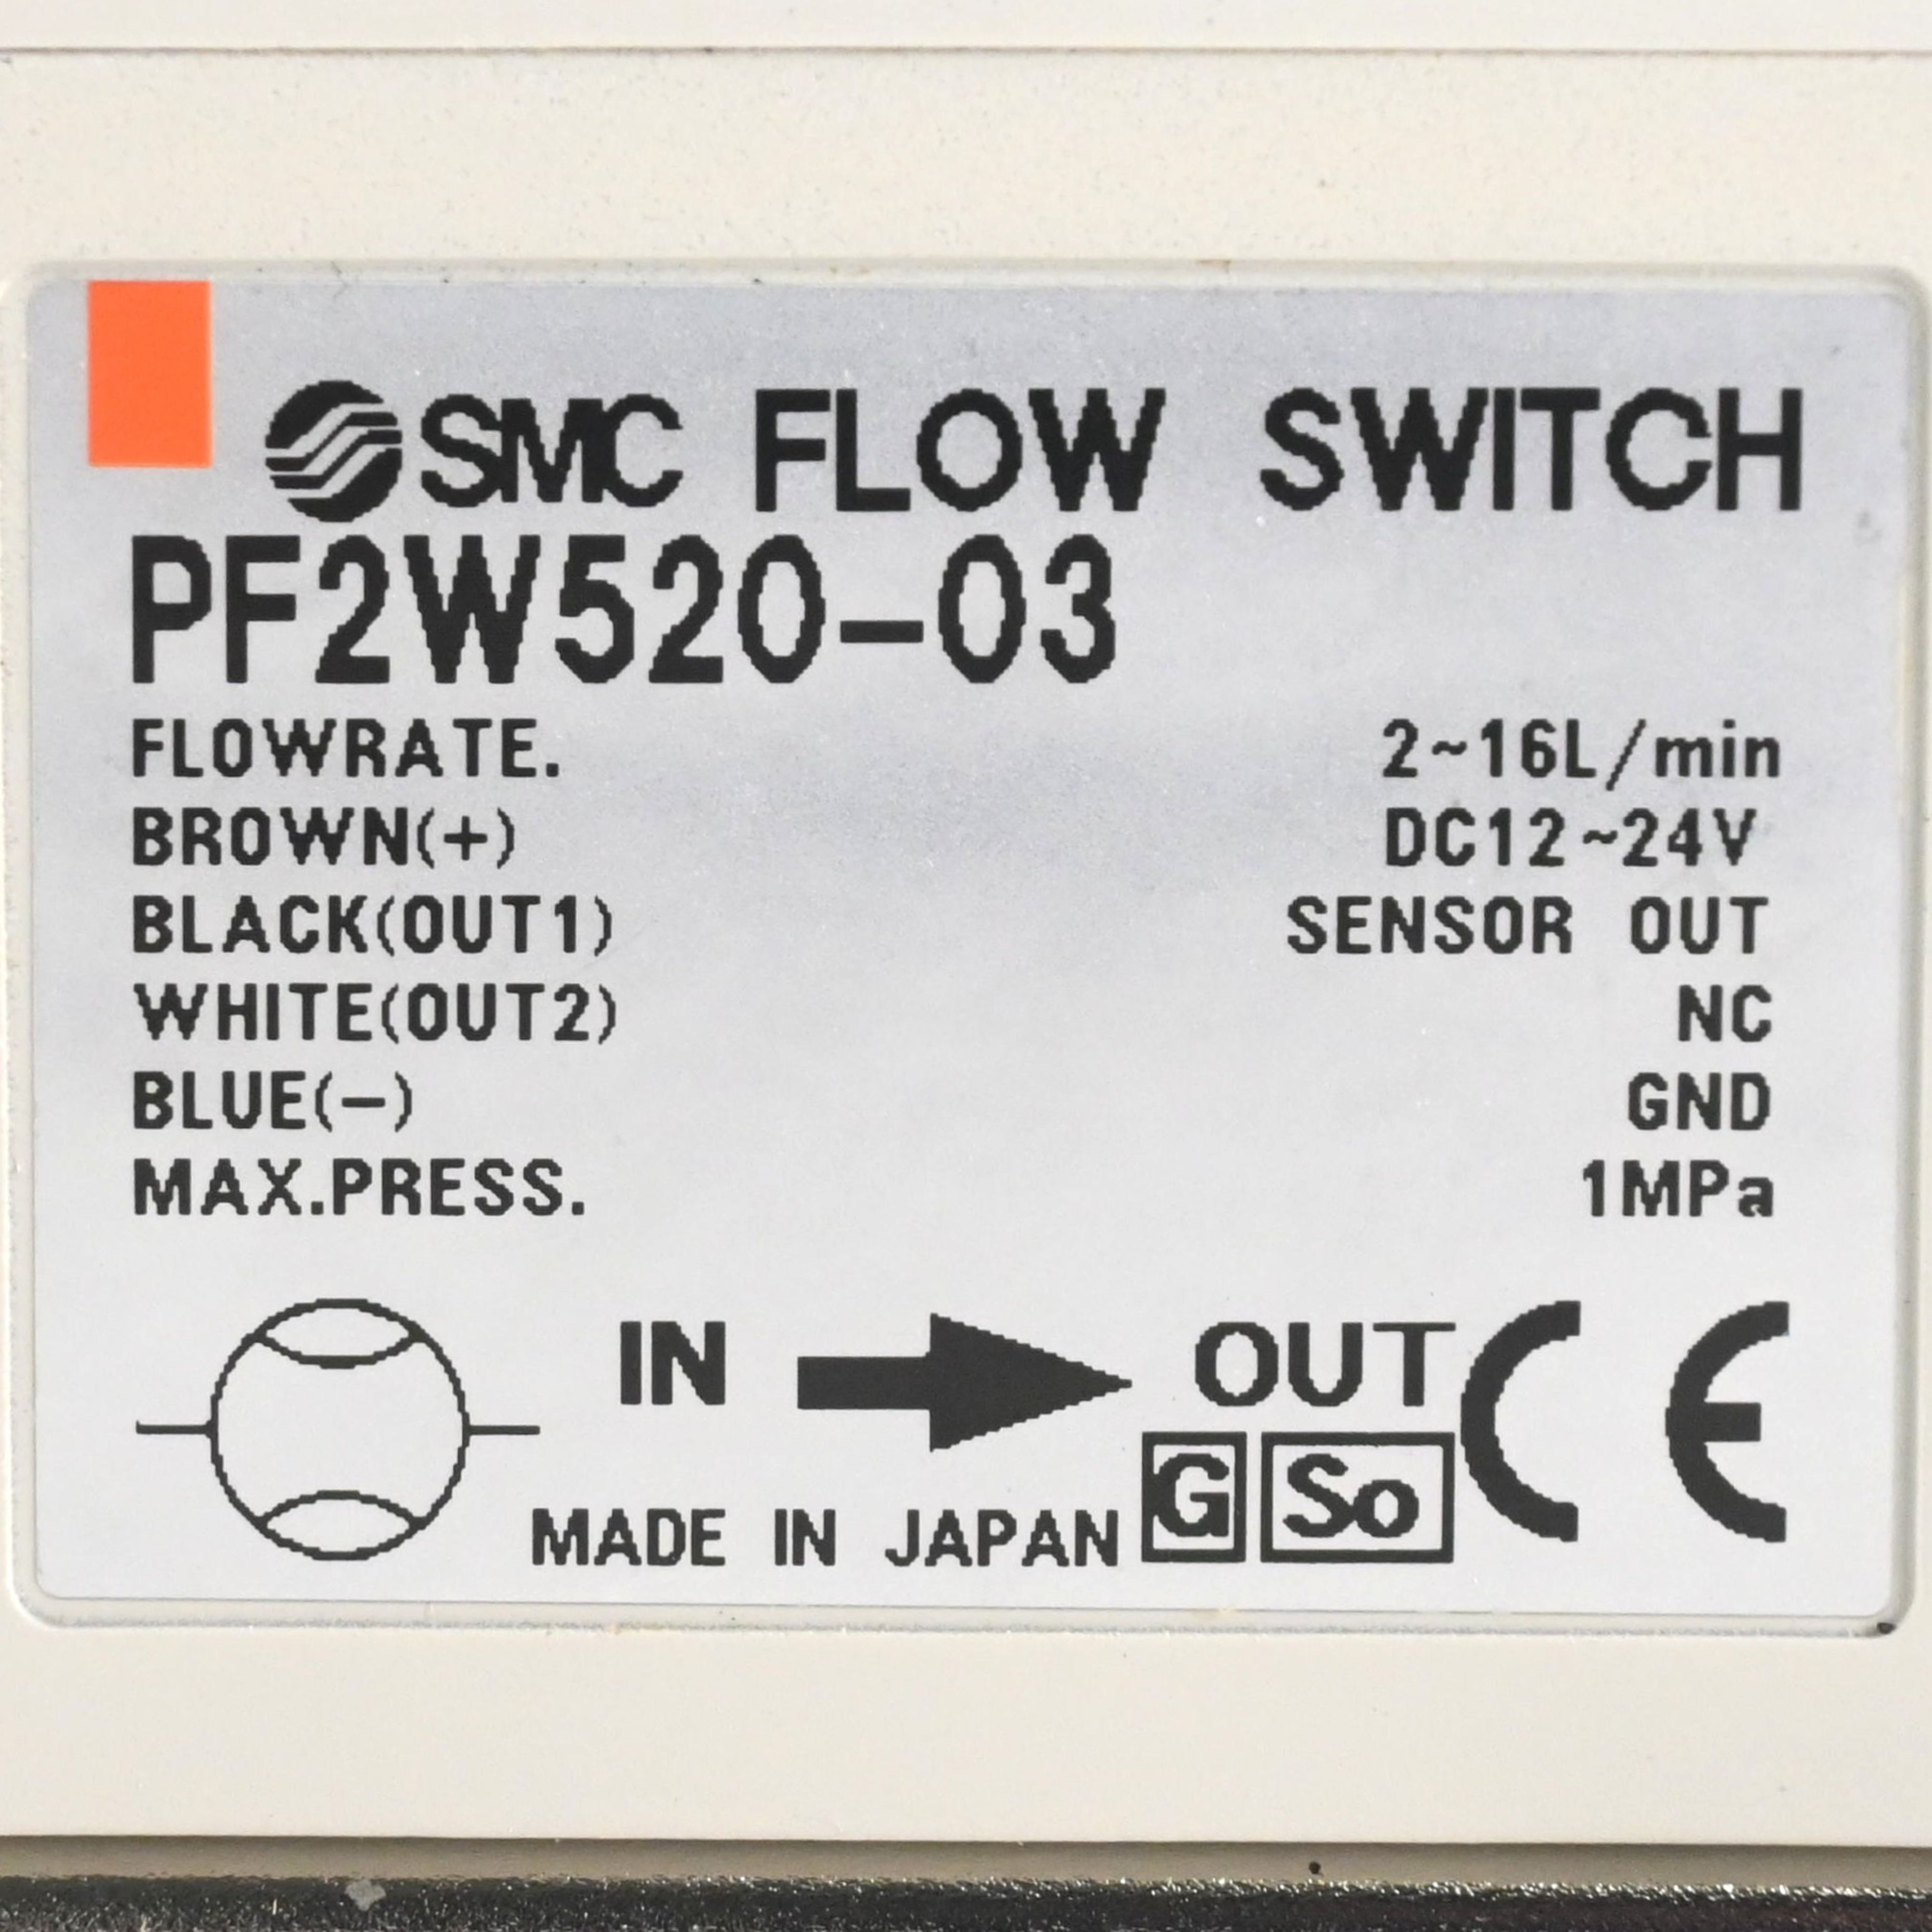 SMC FLOW SWITCH
PF2W520-03
FLOWRATE. 2~16L/min
BROWN(+) DC12~24V
BLACK(OUT1) SENSOR OUT
WHITE(OUT2) NC
BLUE(-) GND
MAX.PRESS. 1MPa
IN OUT CE
MADE IN JAPAN G So